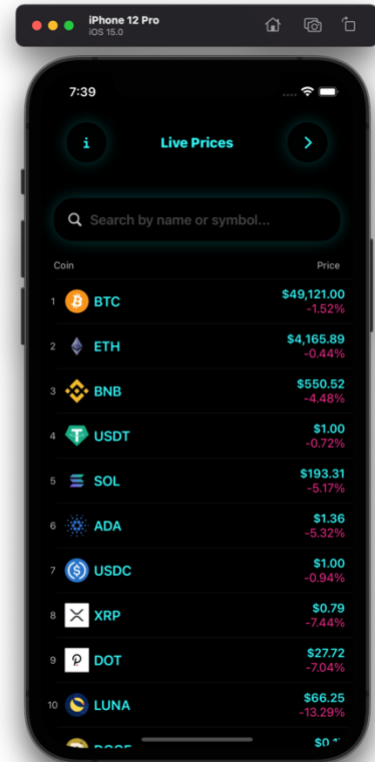 iPhone 12 Pro
iOS 15.0
7:39
i Live Prices
Search by name or symbol...
Coin Price
1 BTC $49,121.00
-1.52%
2 ETH $4,165.89
-0.44%
3 BNB $550.52
-4.48%
4 USDT $1.00
-0.72%
5 SOL $193.31
-5.17%
6 ADA $1.36
-5.32%
7 USDC $1.00
-0.94%
8 XRP $0.79
-7.44%
9 DOT $27.72
-7.04%
10 LUNA $66.25
-13.29%